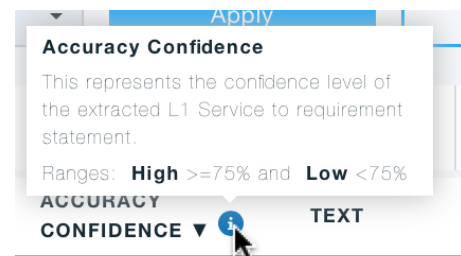 Apply
Accuracy Confidence
This represents the confidence level of
the extracted L1 Service to requirement
statement.
Ranges: High >=75% and Low <75%
ACCURACY
CONFIDENCE ▼ i
TEXT